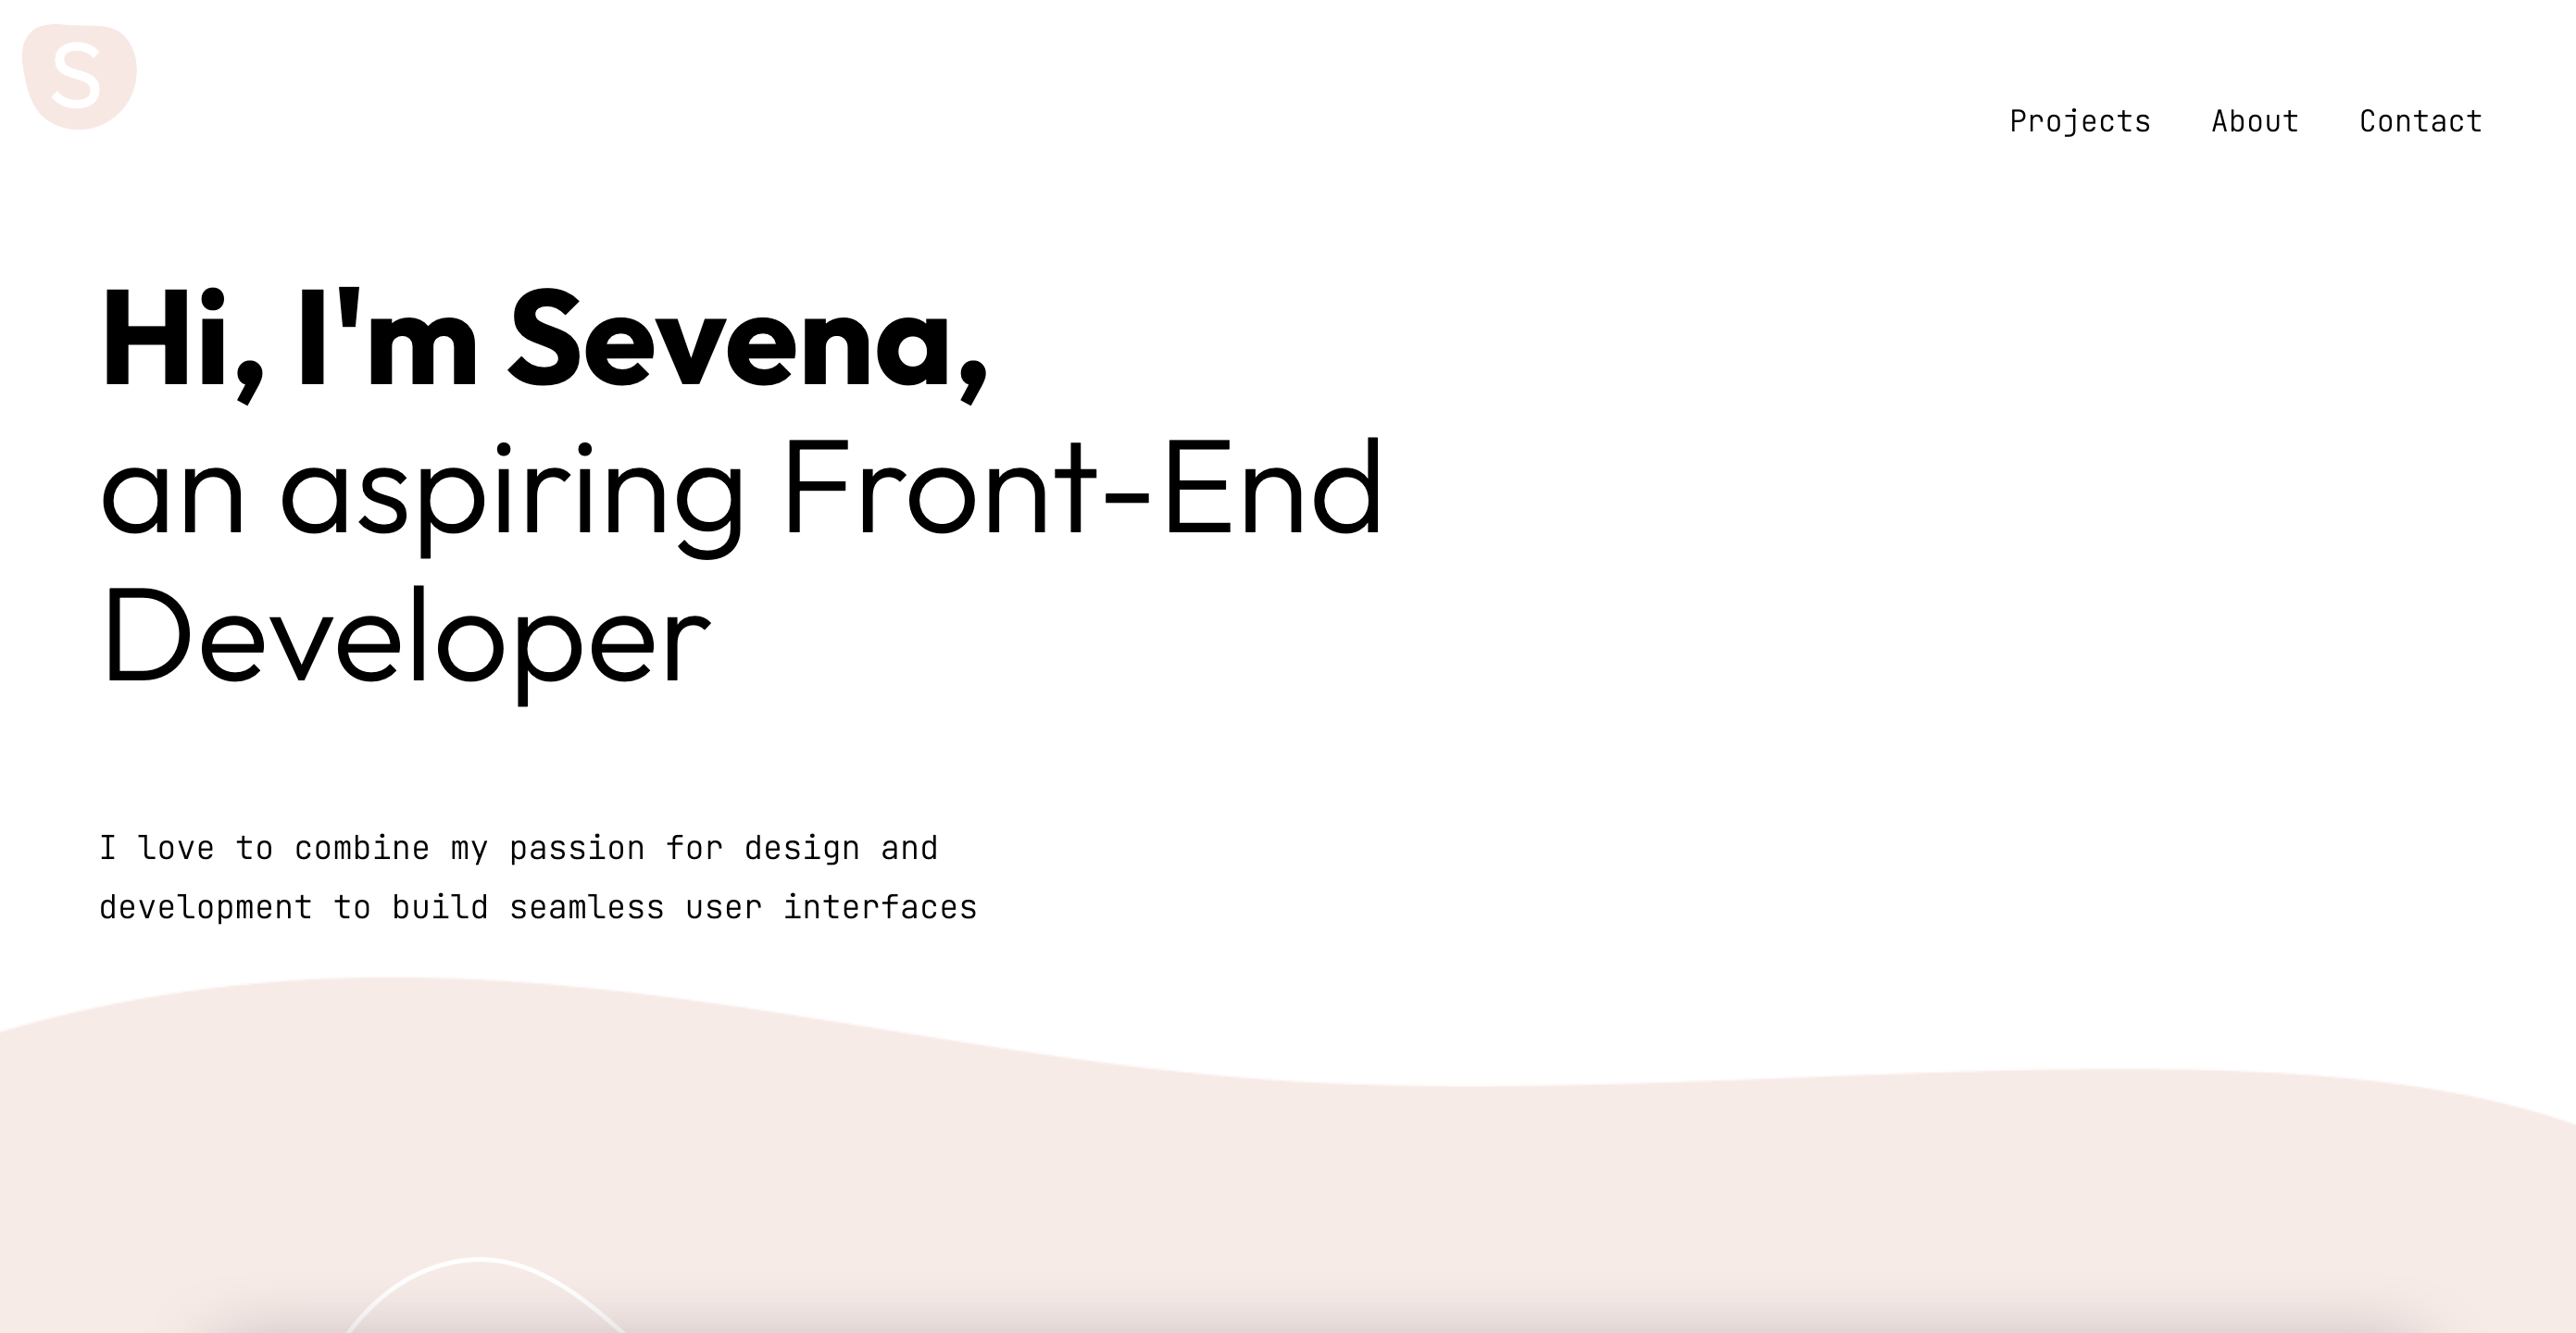 S
Projects About Contact
Hi, I'm Sevena,
an aspiring Front-End
Developer
I love to combine my passion for design and
development to build seamless user interfaces